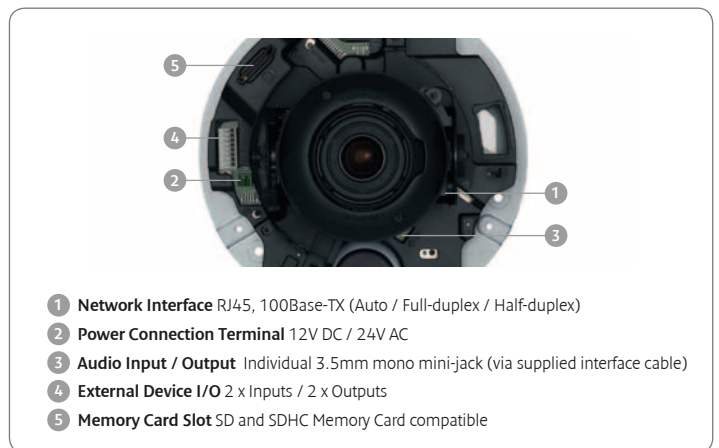 5
4
2
1
3
1 Network Interface RJ45, 100Base-TX (Auto / Full-duplex / Half-duplex)
2 Power Connection Terminal 12V DC / 24V AC
3 Audio Input / Output Individual 3.5mm mono mini-jack (via supplied interface cable)
4 External Device I/O 2 x Inputs / 2 x Outputs
5 Memory Card Slot SD and SDHC Memory Card compatible